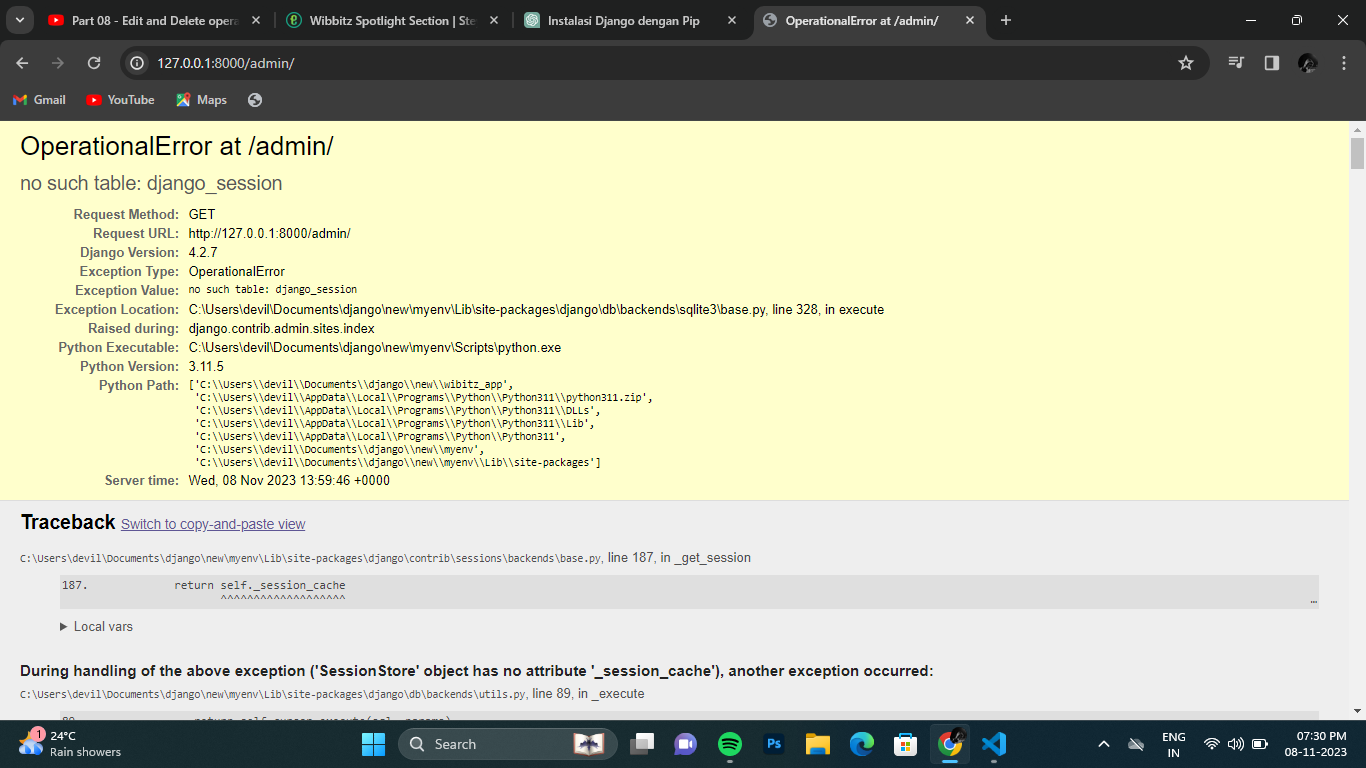 Part 08 - Edit and Delete opera
Wibbitz Spotlight Section | Ste
Instalasi Django dengan Pip
OperationalError at /admin/
127.0.0.1:8000/admin/
Gmail
YouTube
Maps
OperationalError at /admin/
no such table: django_session
Request Method: GET
Request URL: http://127.0.0.1:8000/admin/
Django Version: 4.2.7
Exception Type: OperationalError
Exception Value: no such table: django_session
Exception Location: C:\Users\devil\Documents\django\new\myenv\Lib\site-packages\django\db\backends\sqlite3\base.py, line 328, in execute
Raised during: django.contrib.admin.sites.index
Python Executable: C:\Users\devil\Documents\django\new\myenv\Scripts\python.exe
Python Version: 3.11.5
Python Path: ['C:\\Users\\devil\\Documents\\django\\new\\wibitz_app',
'C:\\Users\\devil\\AppData\\Local\\Programs\\Python\\Python311\\python311.zip',
'C:\\Users\\devil\\AppData\\Local\\Programs\\Python\\Python311\\DLLs',
'C:\\Users\\devil\\AppData\\Local\\Programs\\Python\\Python311\\Lib',
'C:\\Users\\devil\\AppData\\Local\\Programs\\Python\\Python311',
'C:\\Users\\devil\\Documents\\django\\new\\myenv',
'C:\\Users\\devil\\Documents\\django\\new\\myenv\\Lib\\site-packages']
Server time: Wed, 08 Nov 2023 13:59:46 +0000
Traceback Switch to copy-and-paste view
C:\Users\devil\Documents\django\new\myenv\Lib\site-packages\django\contrib\sessions\backends\base.py, line 187, in _get_session
187. return self._session_cache
^^^^^^^^^^^^^^^^^^^
…
Local vars
During handling of the above exception ('SessionStore' object has no attribute '_session_cache'), another exception occurred:
C:\Users\devil\Documents\django\new\myenv\Lib\site-packages\django\db\backends\utils.py, line 89, in _execute
1
24°C
Rain showers
Search
Ps
ENG
IN
07:30 PM
08-11-2023